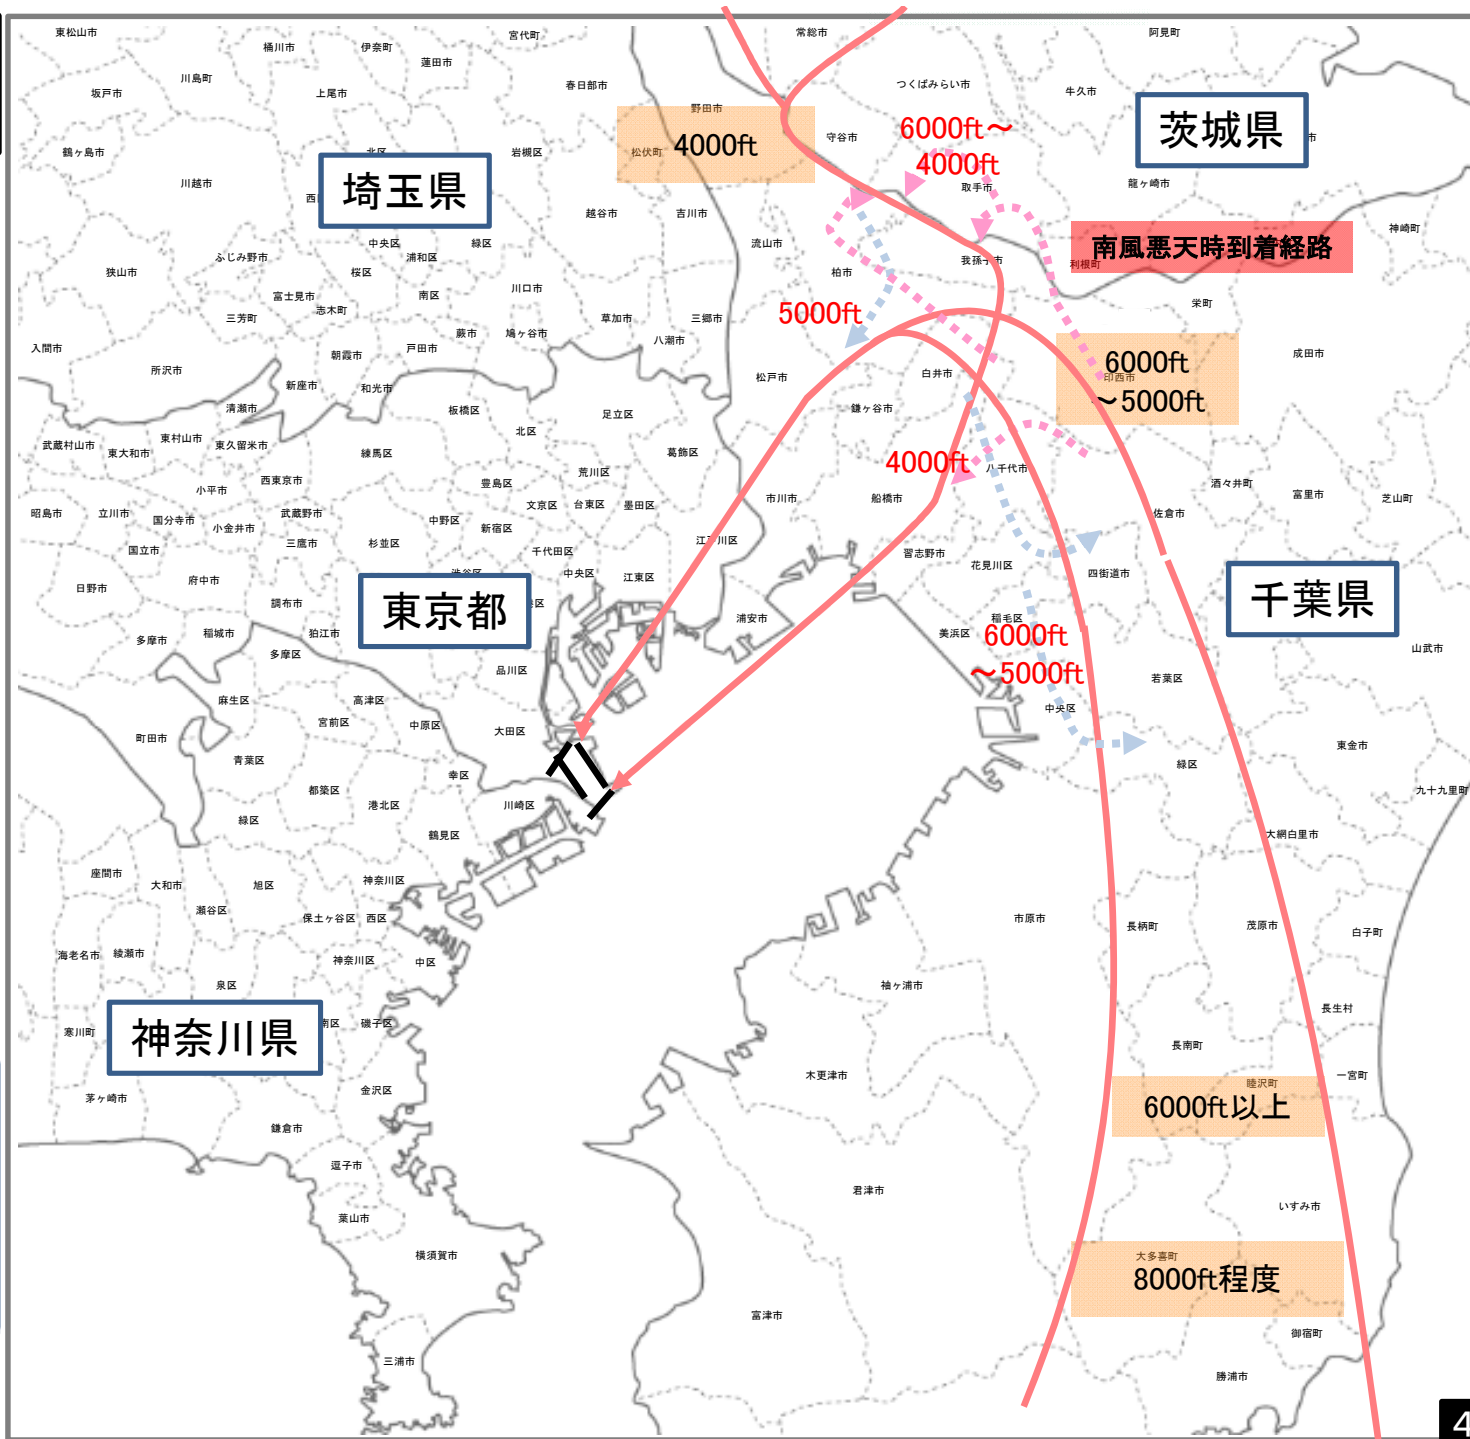 東松山市
桶川市
伊奈町
宮代町
常総市
阿見町
蓮田市
川島町
坂戸市
上尾市
春日部市
つくばみらい市
牛久市
野田市
守谷市
6000ft～
4000ft
茨城県
市
4000ft
鶴ヶ島市
北区
岩槻区
松伏町
川越市
埼玉県
西
取手市
龍ヶ崎市
越谷市
吉川市
流山市
神崎町
中央区
緑区
ふじみ野市
浦和区
我孫子市
南風悪天時到着経路
利根町
狭山市
桜区
柏市
富士見市
南区
川口市
栄町
三芳町
志木町
草加市
三郷市
5000ft
蕨市
鳩ヶ谷市
八潮市
入間市
朝霞市
戸田市
成田市
所沢市
新座市
和光市
松戸市
白井市
6000ft
印西市
～5000ft
清瀬市
板橋区
足立区
鎌ヶ谷市
武蔵村山市
東大和市
東村山市
東久留米市
北区
練馬区
葛飾区
4000ft
八千代市
西東京市
荒川区
小平市
豊島区
市川市
船橋市
酒々井町
富里市
芝山町
昭島市
立川市
国分寺市
小金井市
武蔵野市
中野区
新宿区
文京区
台東区
墨田区
佐倉市
国立市
三鷹市
杉並区
千代田区
江戸川区
習志野市
花見川区
日野市
府中市
渋谷区
中央区
江東区
四街道市
調布市
東京都
区
千葉県
多摩市
稲城市
狛江市
浦安市
美浜区
稲毛区
6000ft
～5000ft
多摩区
品川区
山武市
麻生区
高津区
若葉区
宮前区
中原区
大田区
中央区
町田市
青葉区
東金市
幸区
緑区
都築区
港北区
川崎区
九十九里町
緑区
鶴見区
大網白里市
座間市
大和市
旭区
神奈川区
瀬谷区
保土ヶ谷区
西区
市原市
長柄町
茂原市
白子町
海老名市
綾瀬市
神奈川区
中区
泉区
袖ヶ浦市
長生村
寒川町
神奈川県
南区
磯子区
長南町
木更津市
睦沢町
一宮町
金沢区
茅ヶ崎市
6000ft以上
鎌倉市
逗子市
君津市
いすみ市
葉山市
横須賀市
大多喜町
8000ft程度
富津市
御宿町
三浦市
勝浦市
4